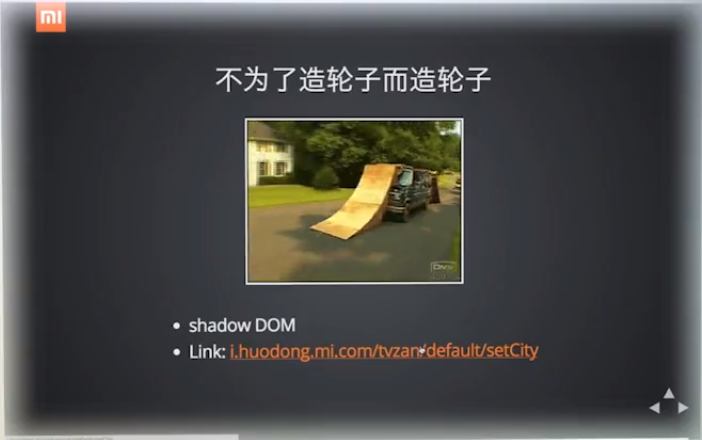 mi
不为了造轮子而造轮子
DivX
shadow DOM
Link: i.huodong.mi.com/tvzan/default/setCity